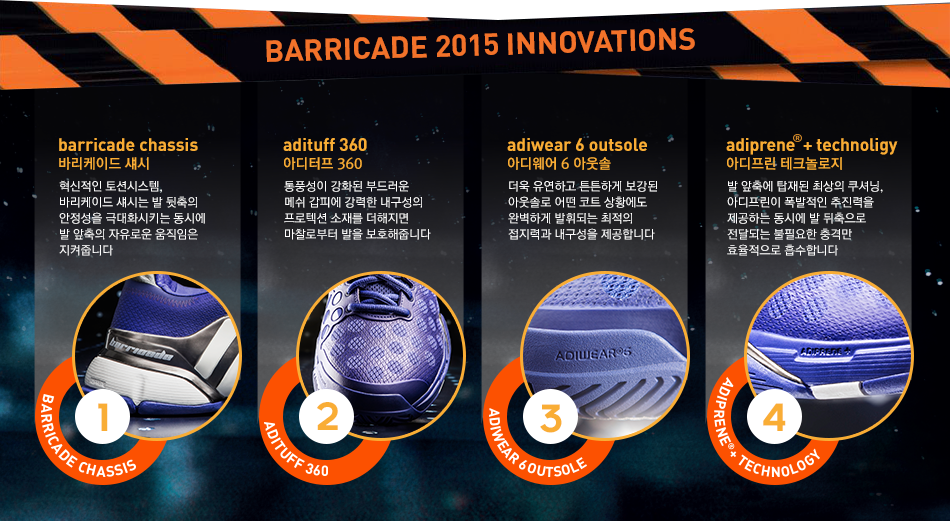 BARRICADE 2015 INNOVATIONS
barricade chassis
바리케이드 섀시
혁신적인 토션시스템,
바리케이드 섀시는 발 뒷축의
안정성을 극대화시키는 동시에
발 앞축의 자유로운 움직임은
지켜줍니다
barricade
1
BARRICADE CHASSIS
adituff 360
아디터프 360
통풍성이 강화된 부드러운
메쉬 갑피에 강력한 내구성의
프로텍션 소재를 더해지면
마찰로부터 발을 보호해줍니다
2
ADITUFF 360
adiwear 6 outsole
아디웨어 6 아웃솔
더욱 유연하고 튼튼하게 보강된
아웃솔로 어떤 코트 상황에도
완벽하게 발휘되는 최적의
접지력과 내구성을 제공합니다
ADIWEAR®6
3
ADIWEAR 6 OUTSOLE
adiprene®+ technoligy
아디프린 테크놀로지
발 앞축에 탑재된 최상의 쿠셔닝,
아디프린이 폭발적인 추진력을
제공하는 동시에 발 뒤축으로
전달되는 불필요한 충격만
효율적으로 흡수합니다
ADIPRENE+
4
ADIPRENE®+ TECHNOLOGY